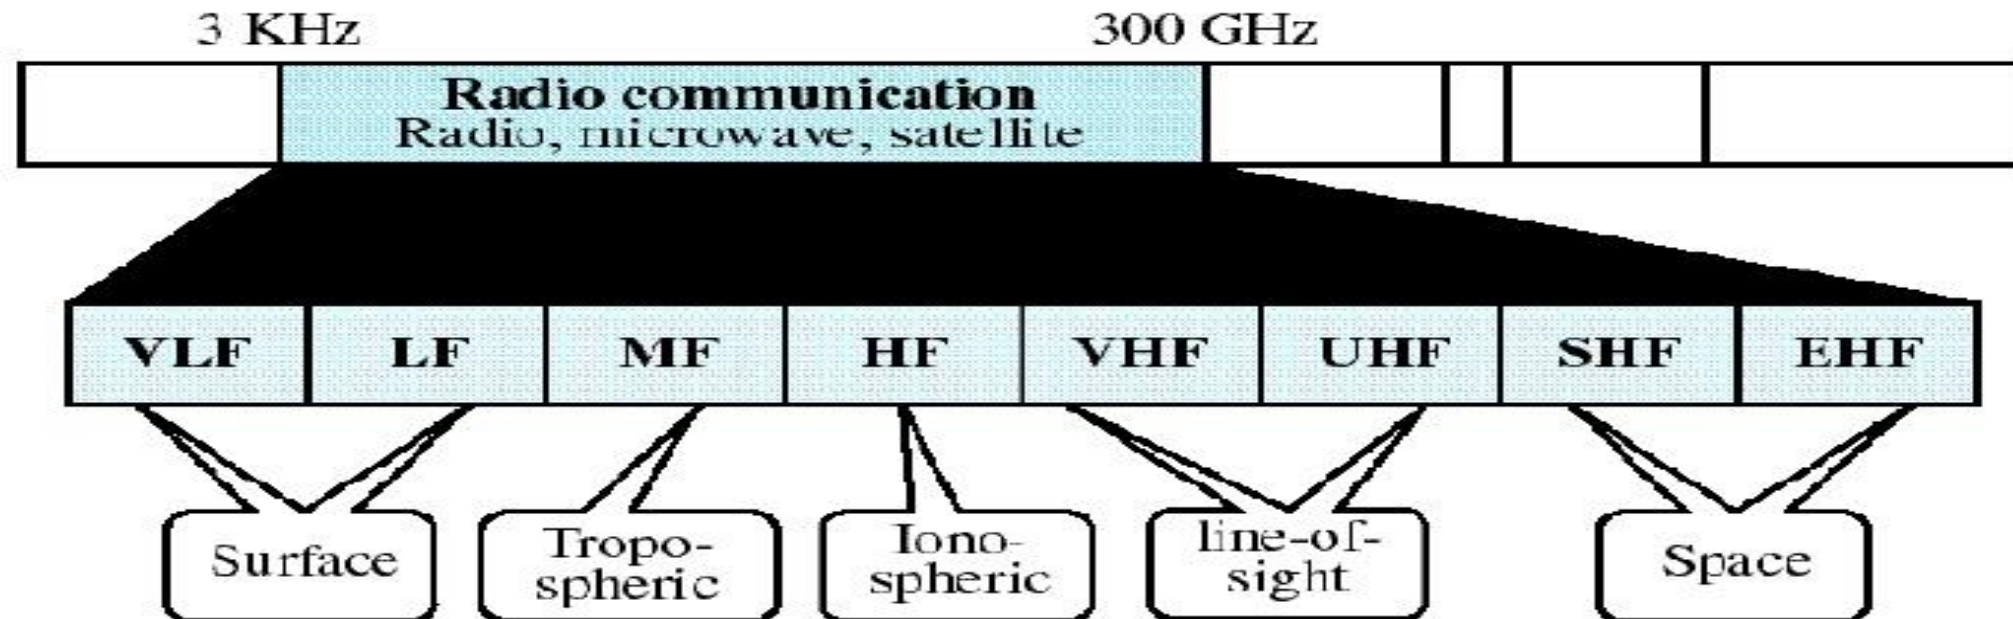 3 KHz 300 GHz
Radio communication
Radio, microwave, satellite
VLF LF MF HF VHF UHF SHF EHF
Surface
Tropo-
spheric
Iono-
spheric
line-of-
sight
Space